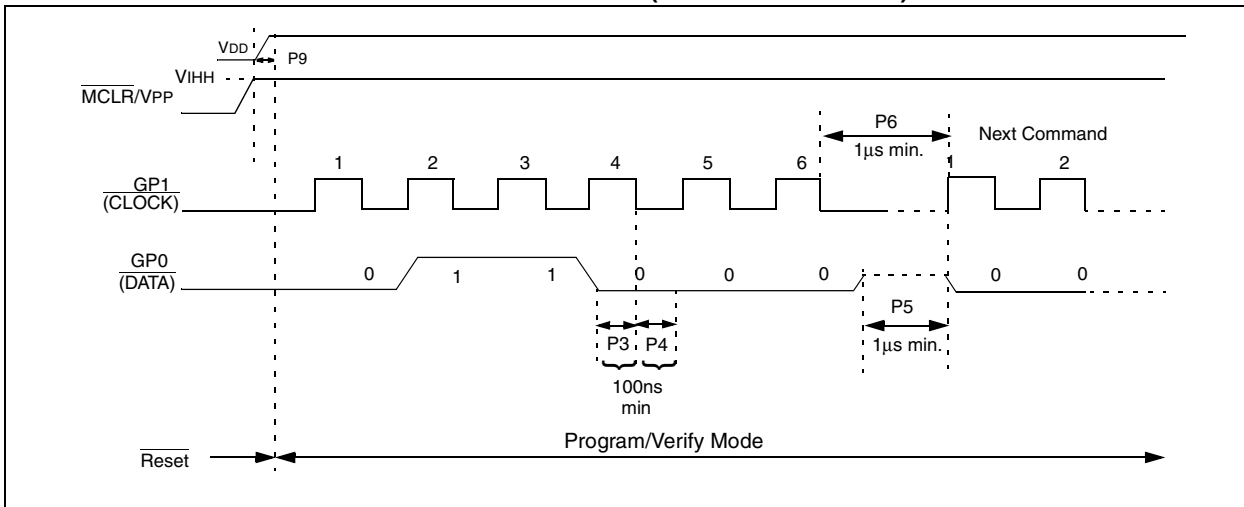 VDD
P9
VIHH
MCLR/VPP
P6
Next Command
1µs min.
1 2 3 4 5 6 1 2
GP1
(CLOCK)
GP0
(DATA)
0 1 1 0 0 0 0 0
P5
P3 P4
1µs min.
100ns
min
Program/Verify Mode
Reset